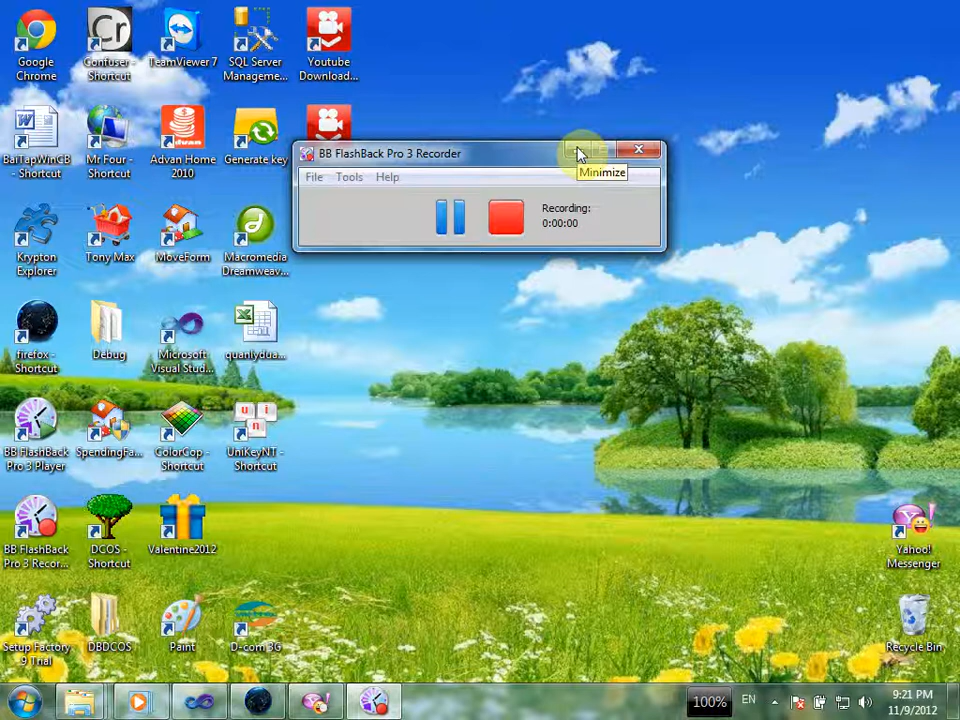 Google
Chrome
Confuser -
Shortcut
TeamViewer 7
SQL Server
Manageme...
Youtube
Download...
BaiTapWinCB
- Shortcut
Mr Four -
Shortcut
Advan Home
2010
Generate key
BB FlashBack Pro 3 Recorder
Minimize
File Tools Help
Recording:
0:00:00
Krypton
Explorer
Tony Max
MoveForm
Macromedia
Dreamweav...
firefox -
Shortcut
Debug
Microsoft
Visual Stud...
quanlydua...
BB FlashBack
Pro 3 Player
SpendingFa...
ColorCop -
Shortcut
UniKeyNT -
Shortcut
BB FlashBack
Pro 3 Recor...
DCOS -
Shortcut
Valentine2012
Yahoo!
Messenger
Setup Factory
9 Trial
DBDCOS
Paint
D-com 3G
Recycle Bin
100%
EN
9:21 PM
11/9/2012